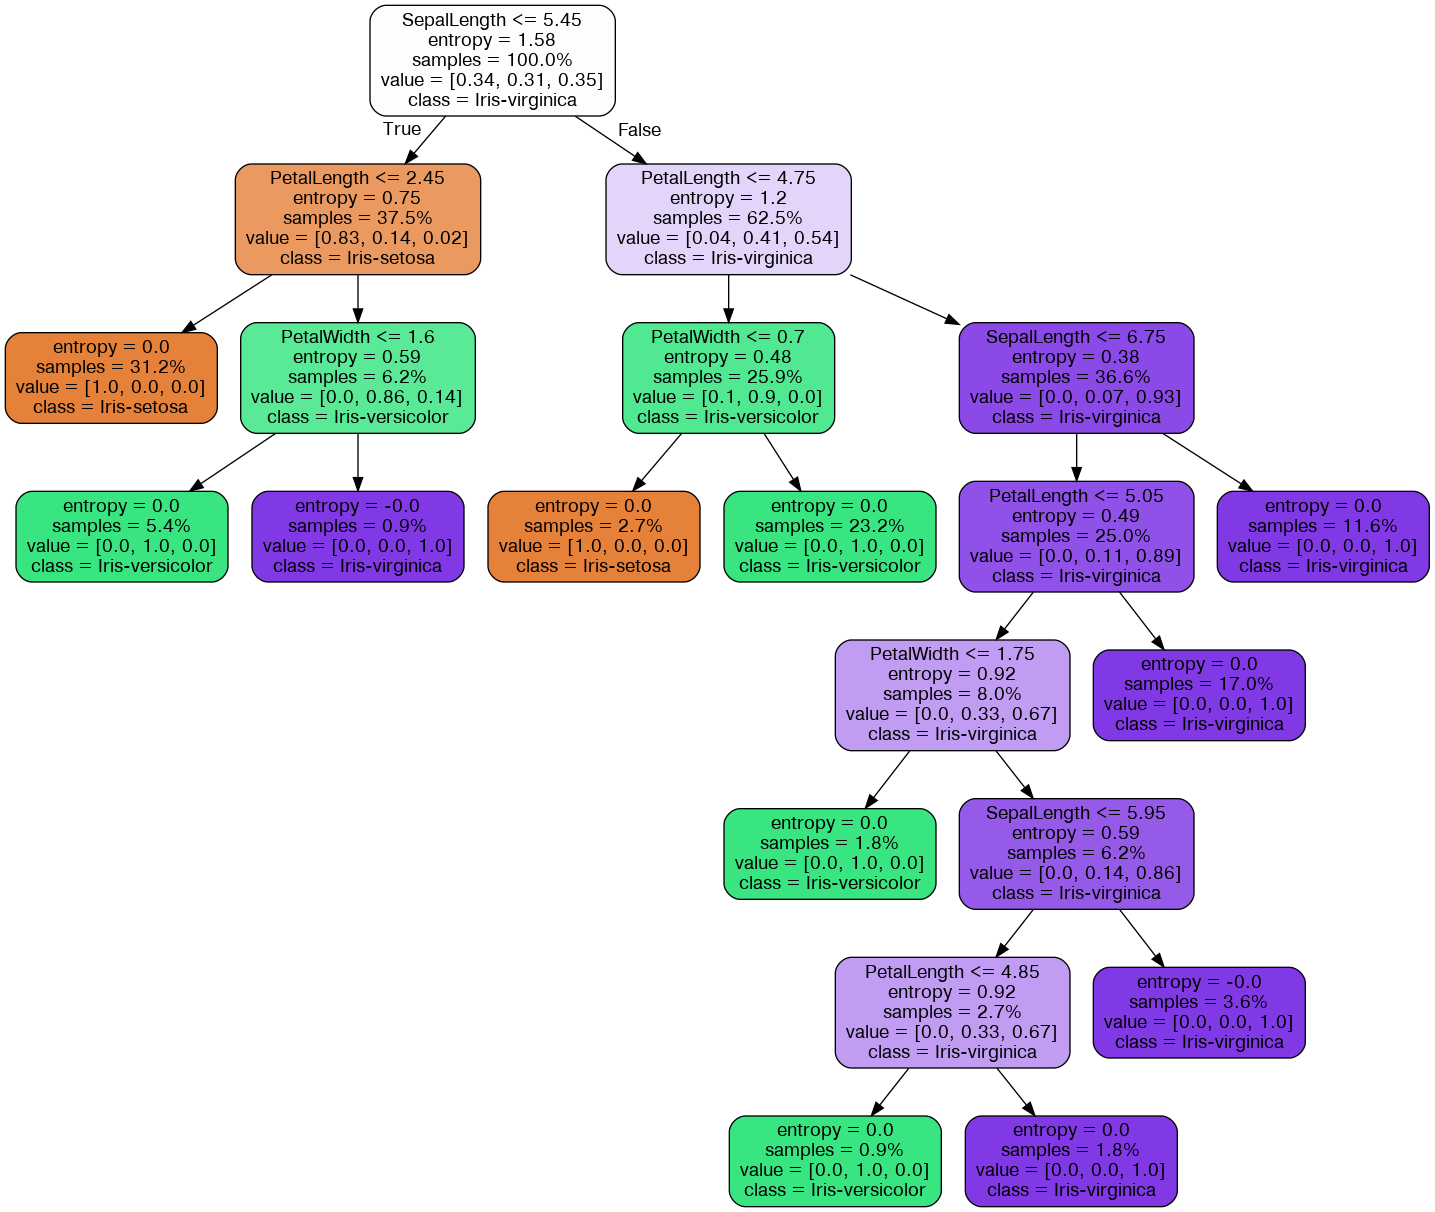 SepalLength <= 5.45
entropy = 1.58
samples = 100.0%
value = [0.34, 0.31, 0.35]
class = Iris-virginica
True
False
PetalLength <= 2.45
entropy = 0.75
samples = 37.5%
value = [0.83, 0.14, 0.02]
class = Iris-setosa
PetalLength <= 4.75
entropy = 1.2
samples = 62.5%
value = [0.04, 0.41, 0.54]
class = Iris-virginica
entropy = 0.0
samples = 31.2%
value = [1.0, 0.0, 0.0]
class = Iris-setosa
PetalWidth <= 1.6
entropy = 0.59
samples = 6.2%
value = [0.0, 0.86, 0.14]
class = Iris-versicolor
PetalWidth <= 0.7
entropy = 0.48
samples = 25.9%
value = [0.1, 0.9, 0.0]
class = Iris-versicolor
SepalLength <= 6.75
entropy = 0.38
samples = 36.6%
value = [0.0, 0.07, 0.93]
class = Iris-virginica
entropy = 0.0
samples = 5.4%
value = [0.0, 1.0, 0.0]
class = Iris-versicolor
entropy = -0.0
samples = 0.9%
value = [0.0, 0.0, 1.0]
class = Iris-virginica
entropy = 0.0
samples = 2.7%
value = [1.0, 0.0, 0.0]
class = Iris-setosa
entropy = 0.0
samples = 23.2%
value = [0.0, 1.0, 0.0]
class = Iris-versicolor
PetalLength <= 5.05
entropy = 0.49
samples = 25.0%
value = [0.0, 0.11, 0.89]
class = Iris-virginica
entropy = 0.0
samples = 11.6%
value = [0.0, 0.0, 1.0]
class = Iris-virginica
PetalWidth <= 1.75
entropy = 0.92
samples = 8.0%
value = [0.0, 0.33, 0.67]
class = Iris-virginica
entropy = 0.0
samples = 17.0%
value = [0.0, 0.0, 1.0]
class = Iris-virginica
entropy = 0.0
samples = 1.8%
value = [0.0, 1.0, 0.0]
class = Iris-versicolor
SepalLength <= 5.95
entropy = 0.59
samples = 6.2%
value = [0.0, 0.14, 0.86]
class = Iris-virginica
PetalLength <= 4.85
entropy = 0.92
samples = 2.7%
value = [0.0, 0.33, 0.67]
class = Iris-virginica
entropy = -0.0
samples = 3.6%
value = [0.0, 0.0, 1.0]
class = Iris-virginica
entropy = 0.0
samples = 0.9%
value = [0.0, 1.0, 0.0]
class = Iris-versicolor
entropy = 0.0
samples = 1.8%
value = [0.0, 0.0, 1.0]
class = Iris-virginica